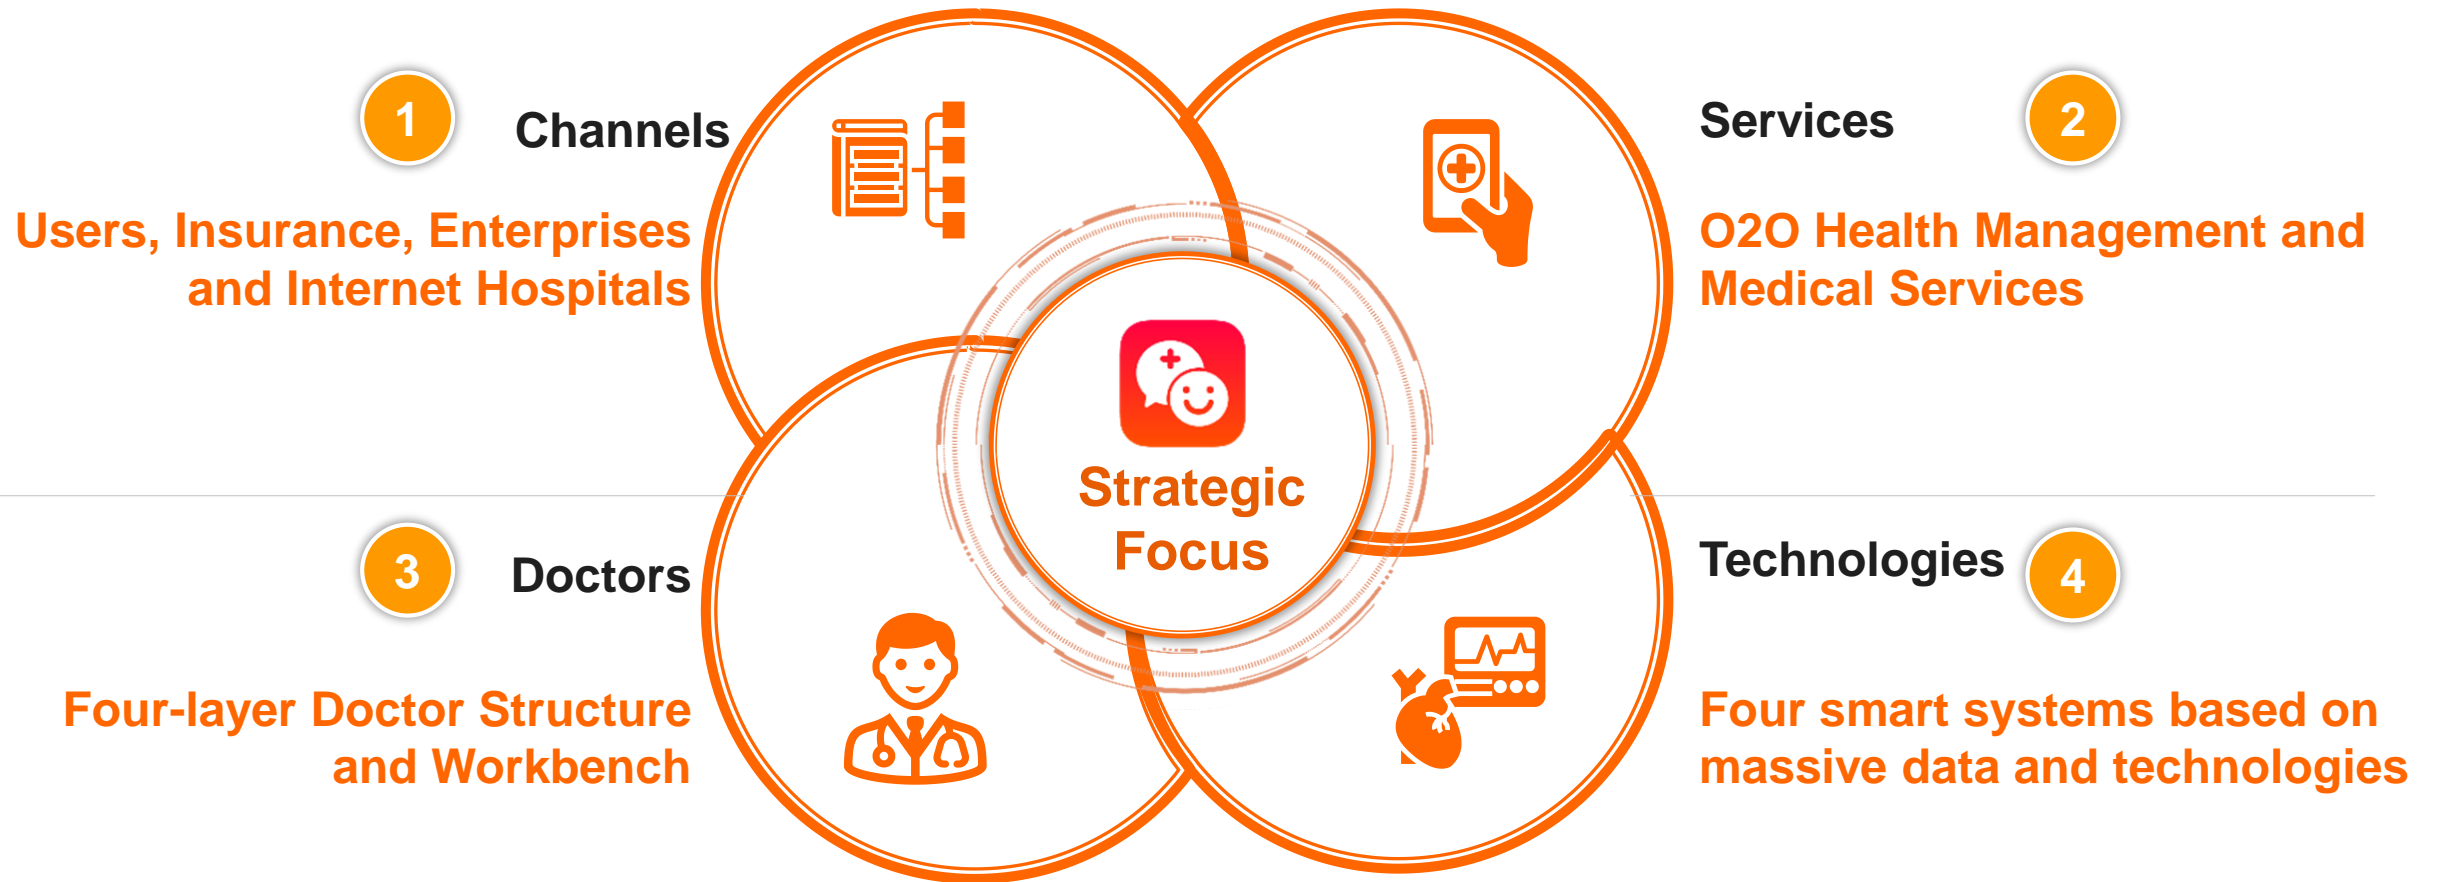 1
Channels
Users, Insurance, Enterprises
and Internet Hospitals
Services
2
O2O Health Management and
Medical Services
Strategic
Focus
3
Doctors
Four-layer Doctor Structure
and Workbench
Technologies
4
Four smart systems based on
massive data and technologies